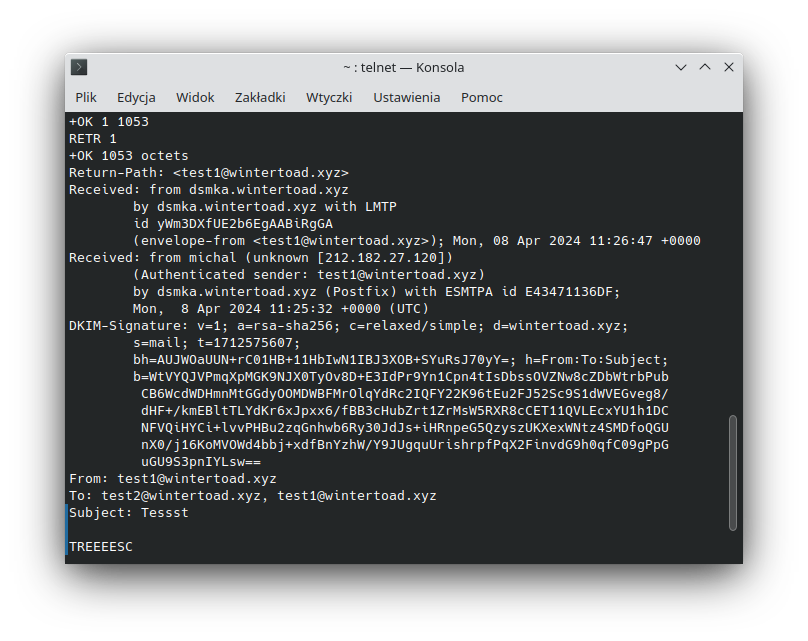 ~ : telnet — Konsola
Plik Edycja Widok Zakładki Wtyczki Ustawienia Pomoc
+OK 1 1053
RETR 1
+OK 1053 octets
Return-Path: <test1@wintertoad.xyz>
Received: from dsmka.wintertoad.xyz
by dsmka.wintertoad.xyz with LMTP
id yWm3DXfUE2b6EgAABiRgGA
(envelope-from <test1@wintertoad.xyz>); Mon, 08 Apr 2024 11:26:47 +0000
Received: from michal (unknown [212.182.27.120])
(Authenticated sender: test1@wintertoad.xyz)
by dsmka.wintertoad.xyz (Postfix) with ESMTPA id E43471136DF;
Mon,  8 Apr 2024 11:25:32 +0000 (UTC)
DKIM-Signature: v=1; a=rsa-sha256; c=relaxed/simple; d=wintertoad.xyz;
s=mail; t=1712575607;
bh=AUJWOaUUN+rC01HB+11HbIwN1IBJ3XOB+SYuRsJ70yY=; h=From:To:Subject;
b=WtVYQJVPmqXpMGK9NJX0TyOv8D+E3IdPr9Yn1Cpn4tIsDbssOVZNw8cZDbWtrbPub
CB6WcdWDHmnMtGGdyOOMDWBFMrOlqYdRc2IQFY22K96tEu2FJ52Sc9S1dWVEGveg8/
dHF+/kmEBltTLYdKr6xJpxx6/fBB3cHubZrt1ZrMsW5RXR8cCET11QVLEcxYU1h1DC
NFVQiHYCi+lvvPHBu2zqGnhwb6Ry30JdJs+iHRnpeG5QzyszUKXexWNtz4SMDfoQGU
nX0/j16KoMVOWd4bbj+xdfBnYzhW/Y9JUgquUrishrpfPqX2FinvdG9h0qfC09gPpG
uGU9S3pnIYLsw==
From: test1@wintertoad.xyz
To: test2@wintertoad.xyz, test1@wintertoad.xyz
Subject: Tessst
TREEEESC